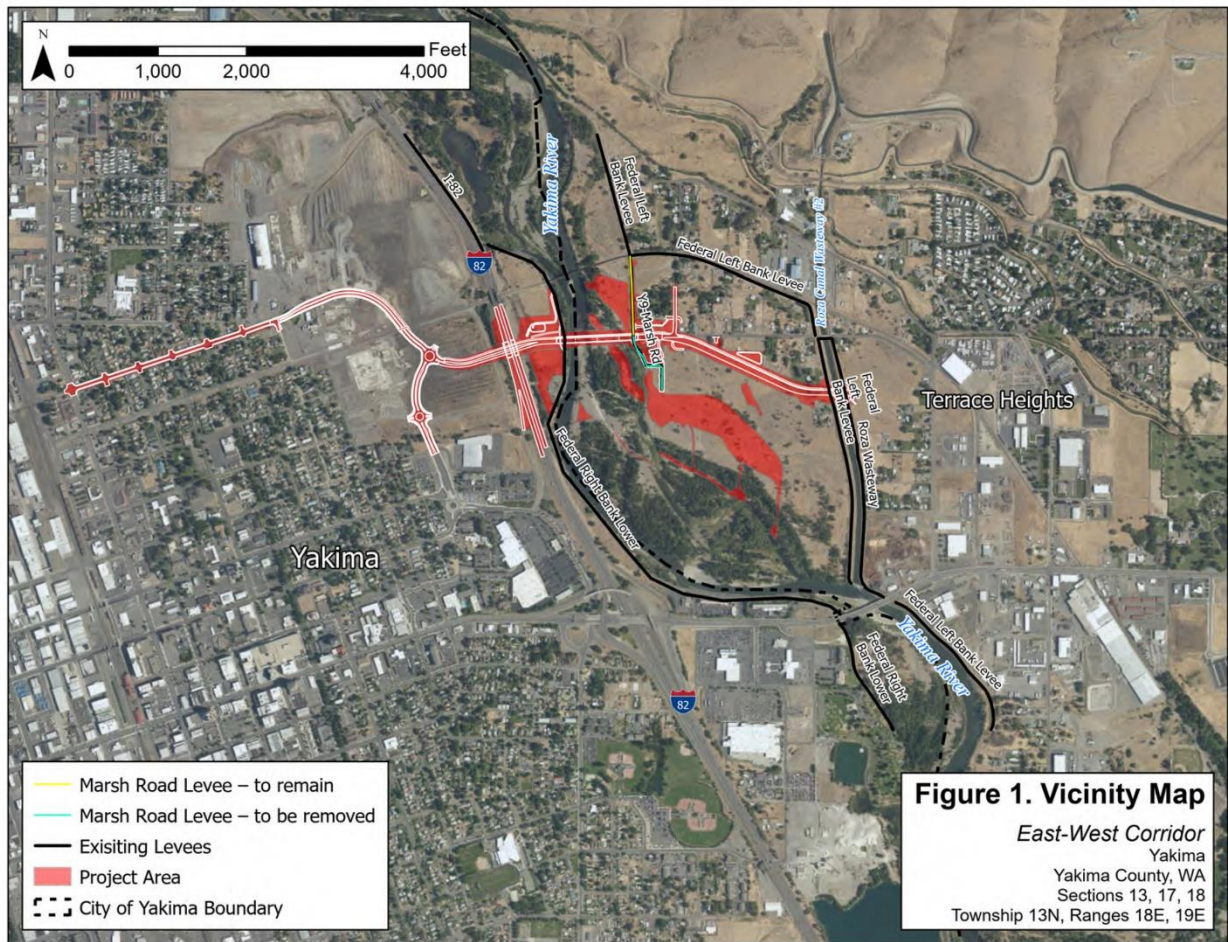 N
Feet
0 1,000 2,000 4,000
I-82
82
Yakima River
Federal Left
Bank Levee
Federal Left Bank Levee
Roza Canal Wasteway #2
Y9-Marsh Rd
Federal
Left
Bank Levee
Roza Wasteway
Terrace Heights
Federal Right Bank Lower
Yakima
Federal Left Bank Levee
Yakima River
Federal Right
Bank Lower
82
Marsh Road Levee – to remain
Marsh Road Levee – to be removed
Exisiting Levees
Project Area
City of Yakima Boundary
Figure 1. Vicinity Map
East-West Corridor
Yakima
Yakima County, WA
Sections 13, 17, 18
Township 13N, Ranges 18E, 19E